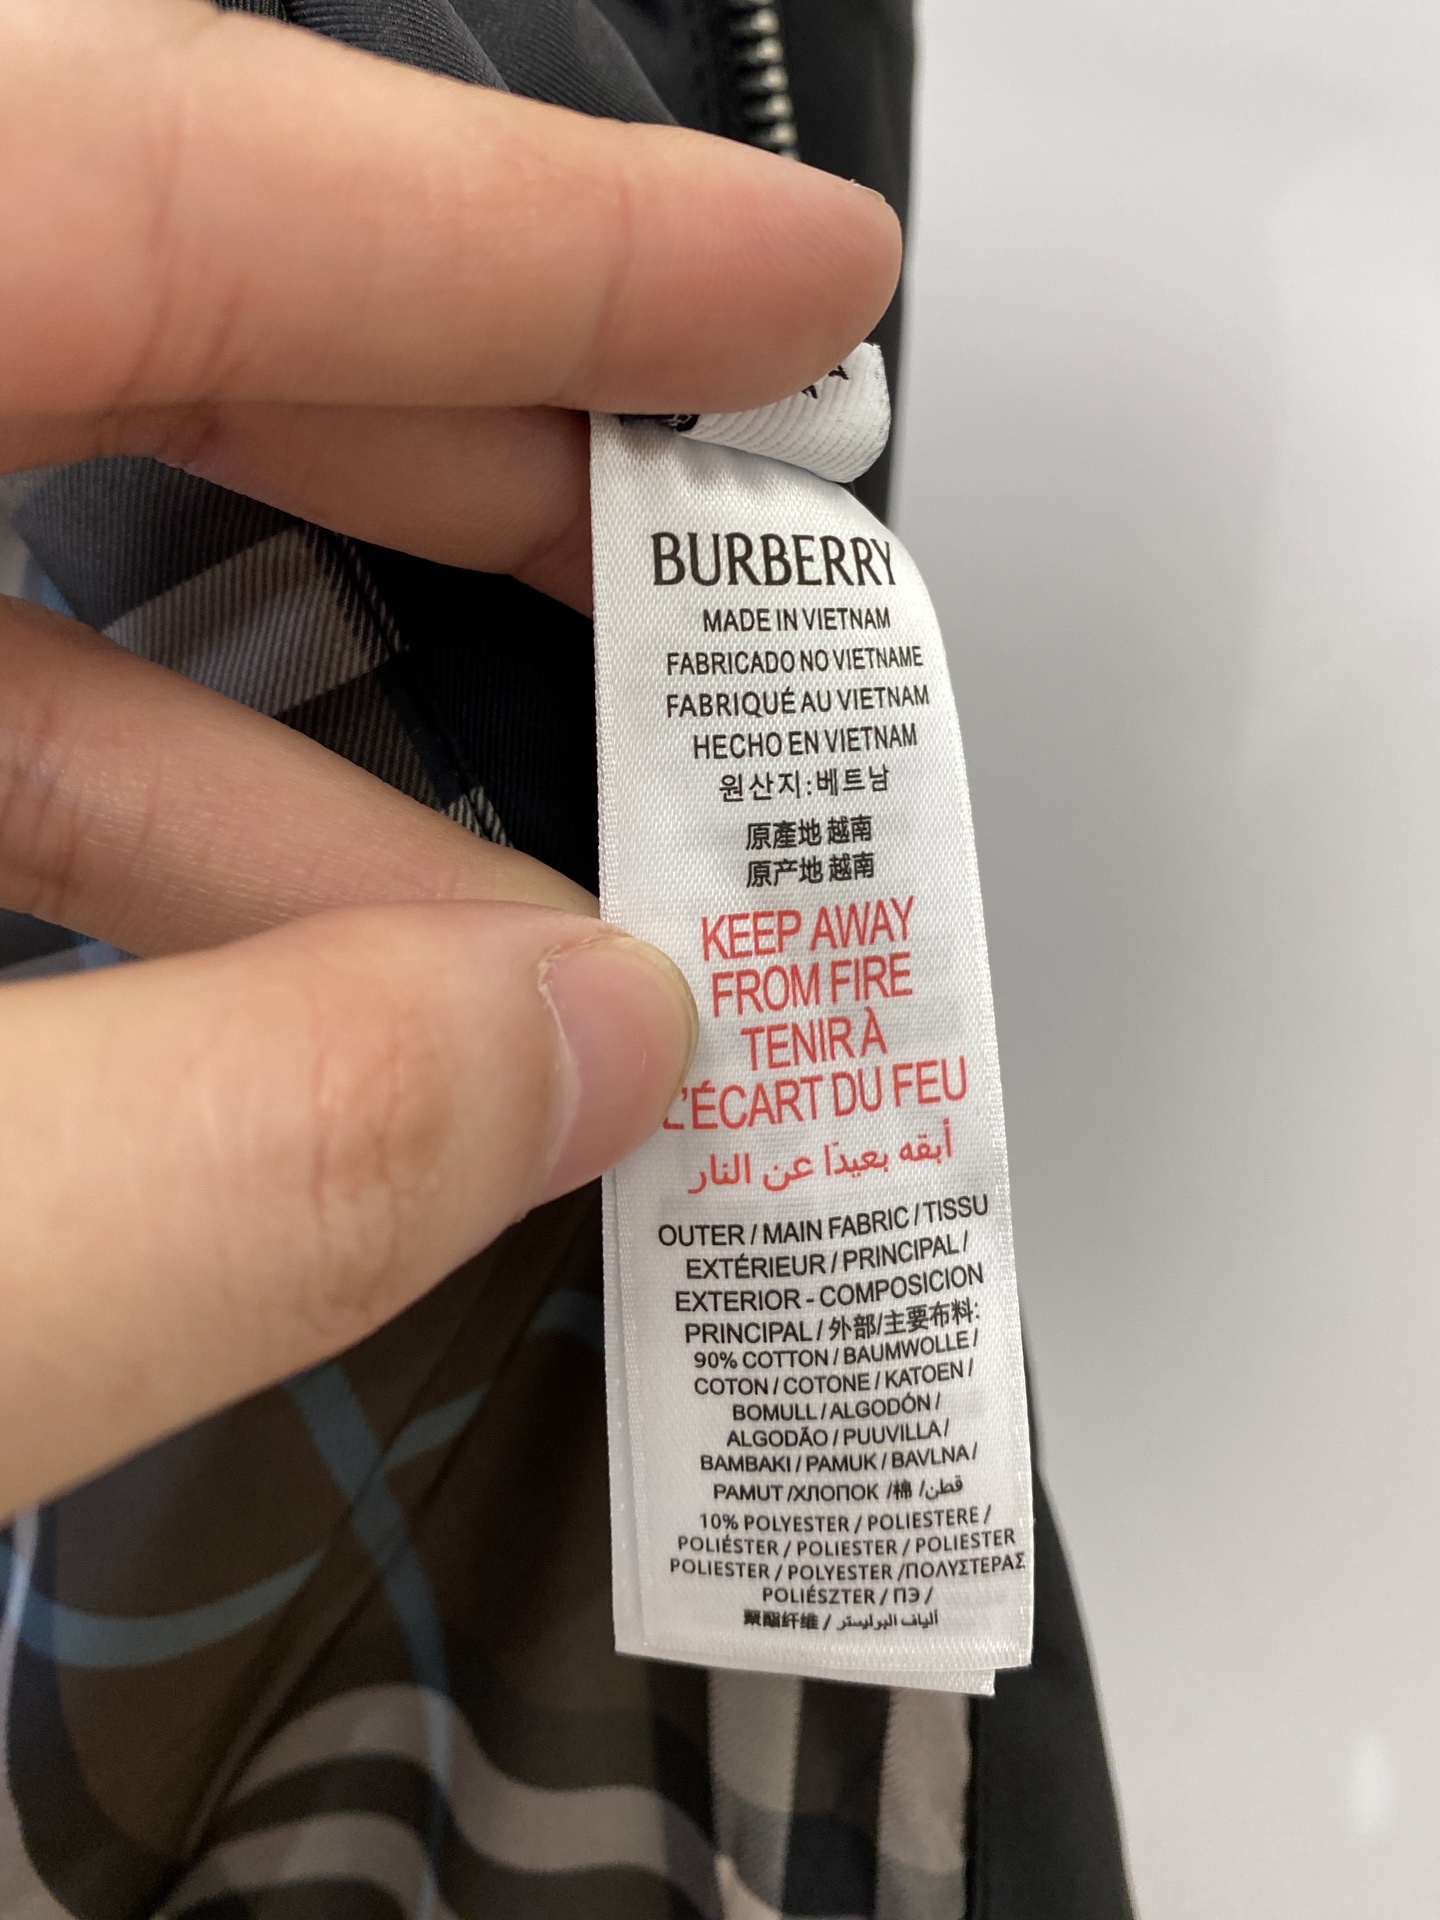 BURBERRY
MADE IN VIETNAM
FABRICADO NO VIETNAME
FABRIQUÉ AU VIETNAM
HECHO EN VIETNAM
원산지:베트남
原產地 越南
原产地 越南
KEEP AWAY
FROM FIRE
TENIR À
L'ÉCART DU FEU
أبقه بعيدًا عن النار
OUTER / MAIN FABRIC / TISSU
EXTÉRIEUR / PRINCIPAL /
EXTERIOR - COMPOSICION
PRINCIPAL / 外部/主要布料:
90% COTTON / BAUMWOLLE /
COTON / COTONE / KATOEN /
BOMULL / ALGODÓN /
ALGODÃO / PUUVILLA /
BAMBAKI / PAMUK / BAVLNA /
PAMUT /ХЛОПОК /棉 /قطن
10% POLYESTER / POLIESTERE /
POLIÉSTER / POLIESTER / POLIESTER
POLIESTER / POLYESTER /ΠΟΛΥΣΤΕΡΑΣ
POLIÉSZTER / ПЭ /
聚酯纤维 / ألياف البوليستر